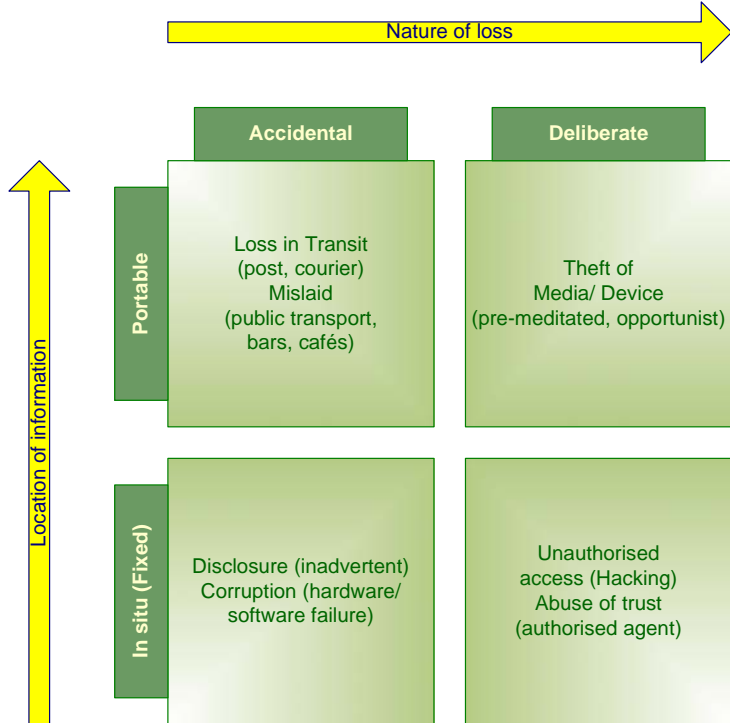 Nature of loss
Accidental
Deliberate
Location of information
Portable
Loss in Transit
(post, courier)
Mislaid
(public transport,
bars, cafés)
Theft of
Media/ Device
(pre-meditated, opportunist)
In situ (Fixed)
Disclosure (inadvertent)
Corruption (hardware/
software failure)
Unauthorised
access (Hacking)
Abuse of trust
(authorised agent)